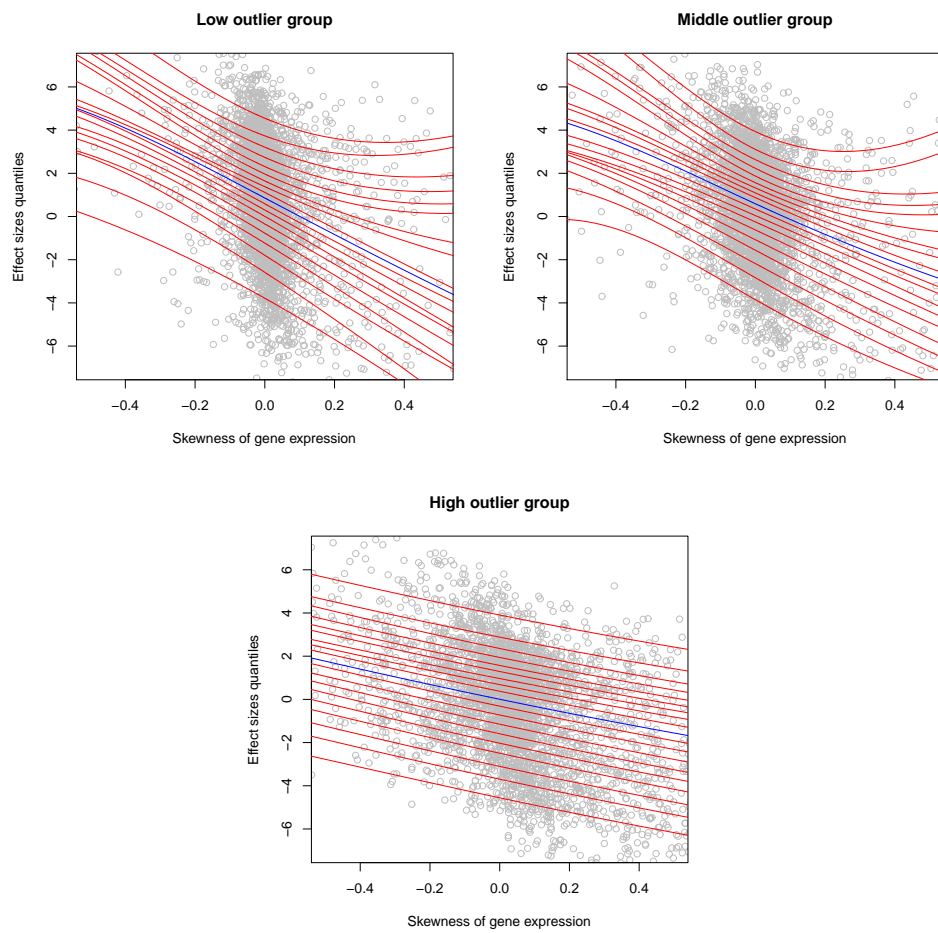 Low outlier group
Effect sizes quantiles
6
4
2
0
−2
−4
−6
−0.4 −0.2 0.0 0.2 0.4
Skewness of gene expression
Middle outlier group
Effect sizes quantiles
6
4
2
0
−2
−4
−6
−0.4 −0.2 0.0 0.2 0.4
Skewness of gene expression
High outlier group
Effect sizes quantiles
6
4
2
0
−2
−4
−6
−0.4 −0.2 0.0 0.2 0.4
Skewness of gene expression